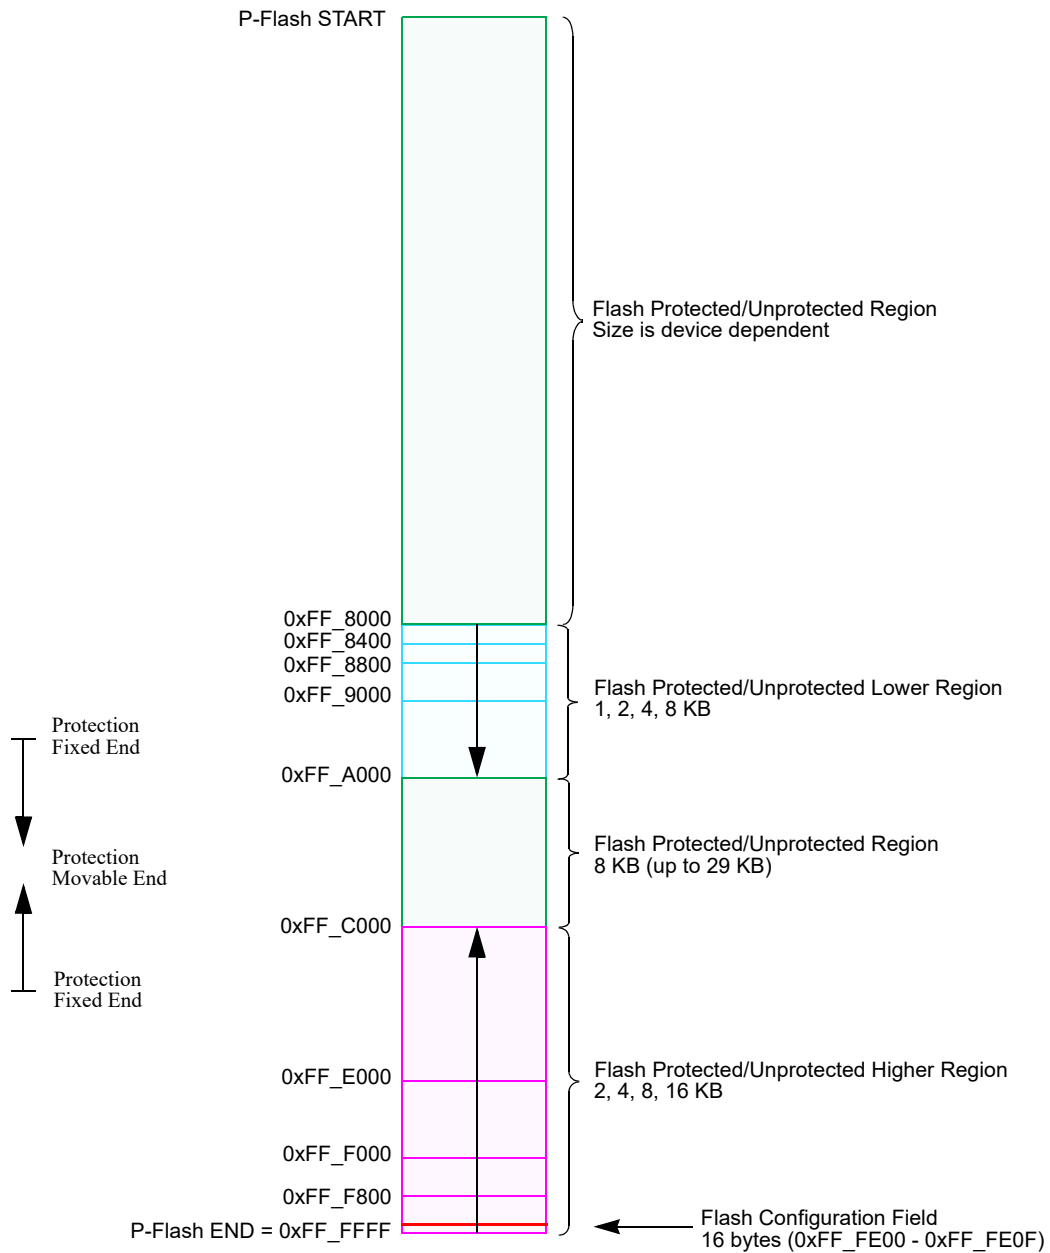 P-Flash START
Flash Protected/Unprotected Region
Size is device dependent
0xFF_8000
0xFF_8400
0xFF_8800
0xFF_9000
Flash Protected/Unprotected Lower Region
1, 2, 4, 8 KB
Protection
Fixed End
0xFF_A000
Protection
Movable End
Flash Protected/Unprotected Region
8 KB (up to 29 KB)
0xFF_C000
Protection
Fixed End
0xFF_E000
Flash Protected/Unprotected Higher Region
2, 4, 8, 16 KB
0xFF_F000
0xFF_F800
P-Flash END = 0xFF_FFFF
Flash Configuration Field
16 bytes (0xFF_FE00 - 0xFF_FE0F)